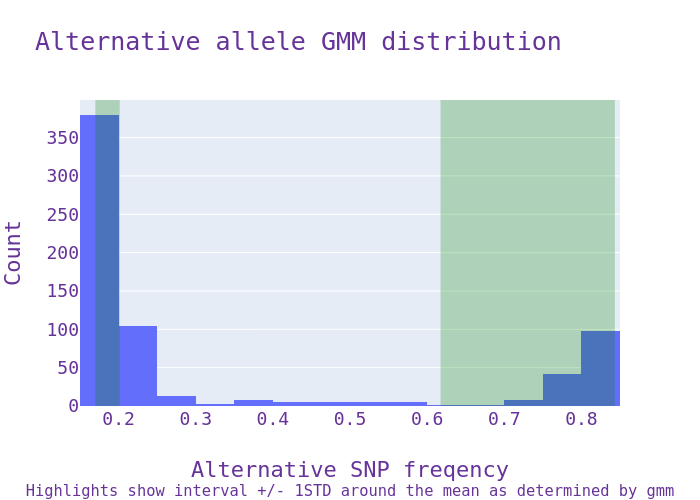 Alternative allele GMM distribution
350
300
250
200
150
100
50
0
Count
0.2 0.3 0.4 0.5 0.6 0.7 0.8
Alternative SNP freqency
Highlights show interval +/- 1STD around the mean as determined by gmm